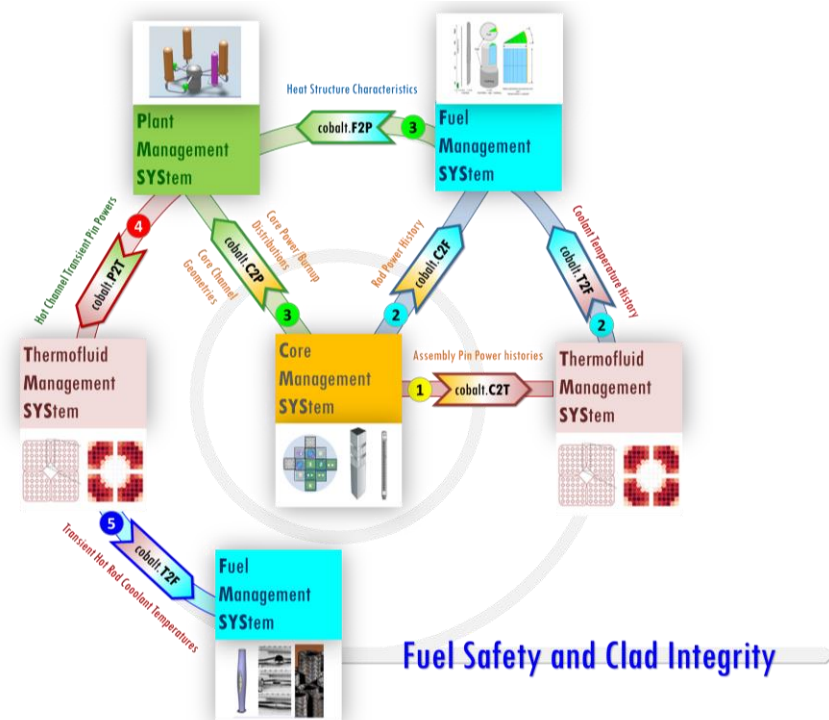 Plant
Management
SYStem
Heat Structure Characteristics
cobalt.F2P
3
Fuel
Management
SYStem
4
Hot Channel Transient Pin Powers
cobalt.P2T
Core Power/Burnup
Distributions
cobalt.C2P
Core Channel
Geometries
3
Rod Power History
cobalt.C2F
2
Coolant Temperature History
cobalt.T2F
2
Thermofluid
Management
SYStem
Core
Management
SYStem
Assembly Pin Power histories
1
cobalt.C2T
Thermofluid
Management
SYStem
5
cobalt.T2F
Transient Hot Rod Cooolant Temperatures
Fuel
Management
SYStem
Fuel Safety and Clad Integrity